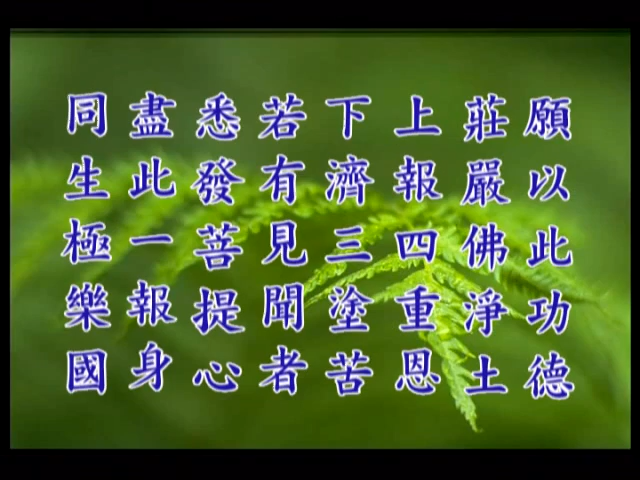 願以此功德
莊嚴佛淨土
上報四重恩
下濟三塗苦
若有見聞者
悉發菩提心
盡此一報身
同生極樂國